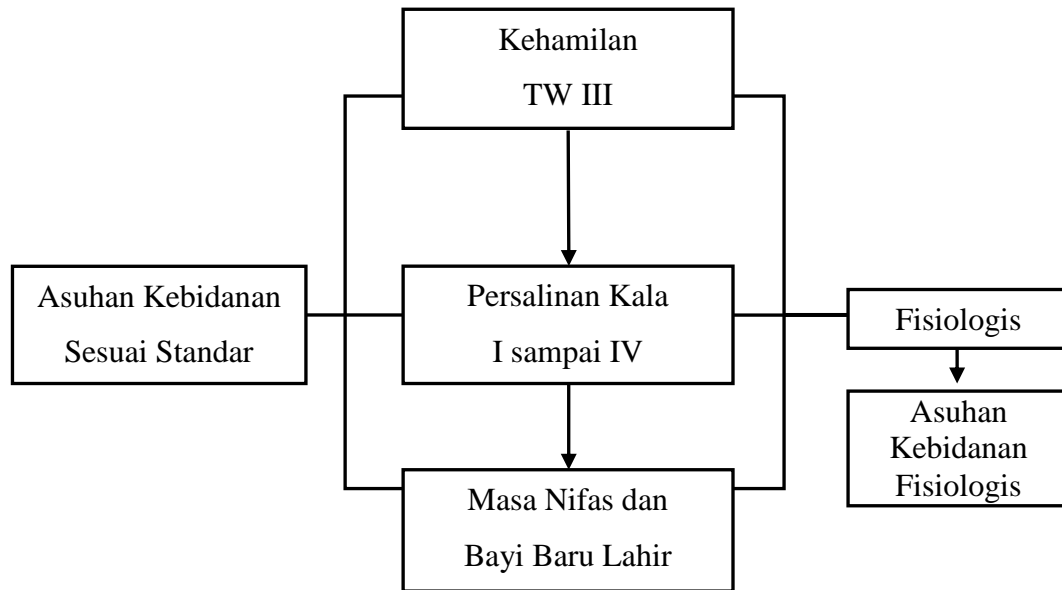 Kehamilan
TW III
Asuhan Kebidanan
Sesuai Standar
Persalinan Kala
I sampai IV
Fisiologis
Asuhan
Kebidanan
Fisiologis
Masa Nifas dan
Bayi Baru Lahir